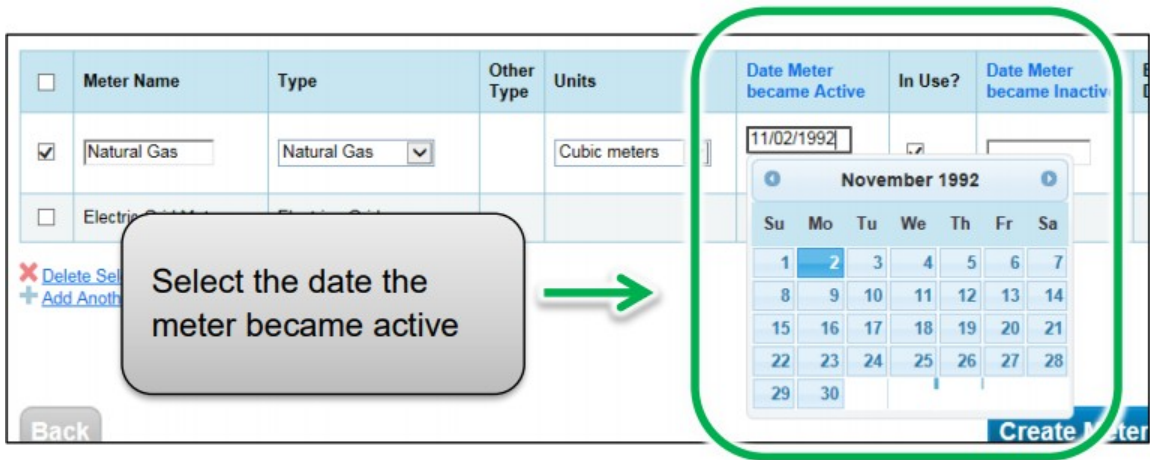 Meter Name Type Other Type Units Date Meter became Active In Use? Date Meter became Inactive
Natural Gas Natural Gas Cubic meters 11/02/1992
November 1992
Su Mo Tu We Th Fr Sa
1 2 3 4 5 6 7
8 9 10 11 12 13 14
15 16 17 18 19 20 21
22 23 24 25 26 27 28
29 30
Select the date the
meter became active
Delete
Add
Back
Create Meter